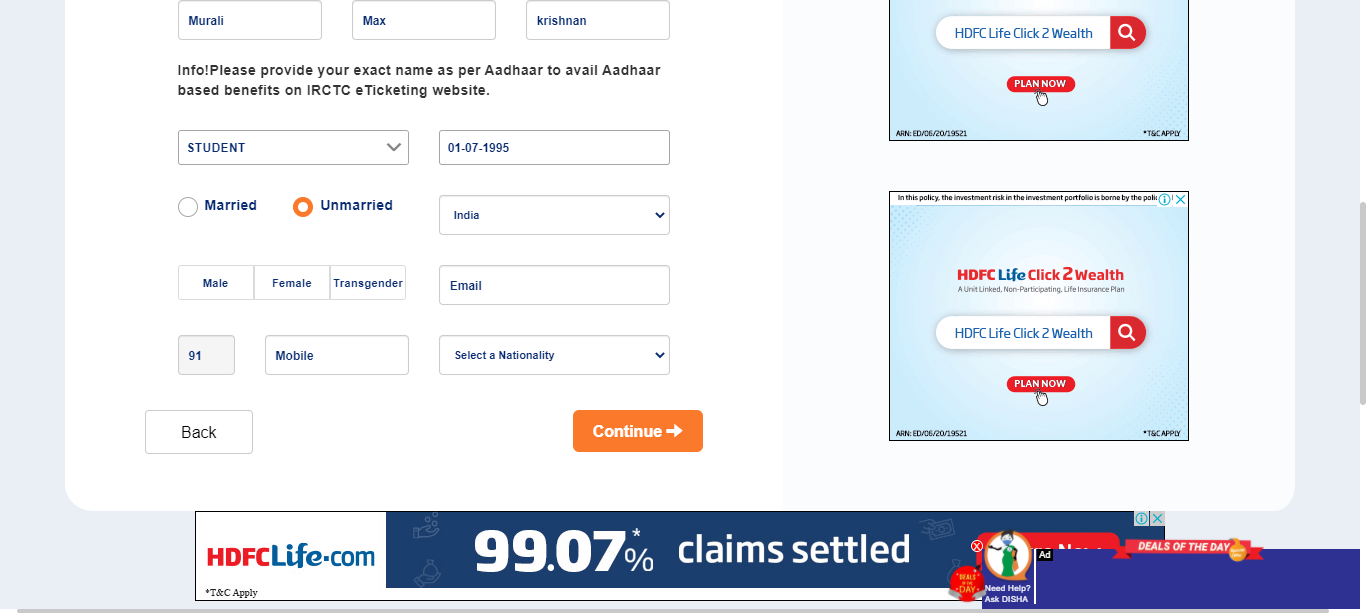 Murali
Max
krishnan
Info!Please provide your exact name as per Aadhaar to avail Aadhaar
based benefits on IRCTC eTicketing website.
STUDENT
01-07-1995
Married
Unmarried
India
Male
Female
Transgender
Email
91
Mobile
Select a Nationality
Back
Continue
HDFC Life Click 2 Wealth
PLAN NOW
ARN: ED/06/20/19521
*T&C APPLY
In this policy, the investment risk in the investment portfolio is borne by the
HDFC Life Click 2 Wealth
A Unit Linked, Non-Participating, Life Insurance Plan
HDFC Life Click 2 Wealth
PLAN NOW
ARN: ED/06/20/19521
*T&C APPLY
HDFCLife.com
*T&C Apply
99.07*% claims settled
DEALS OF THE DAY
Need Help?
Ask DISHA
Ad
DEALS OF THE DAY